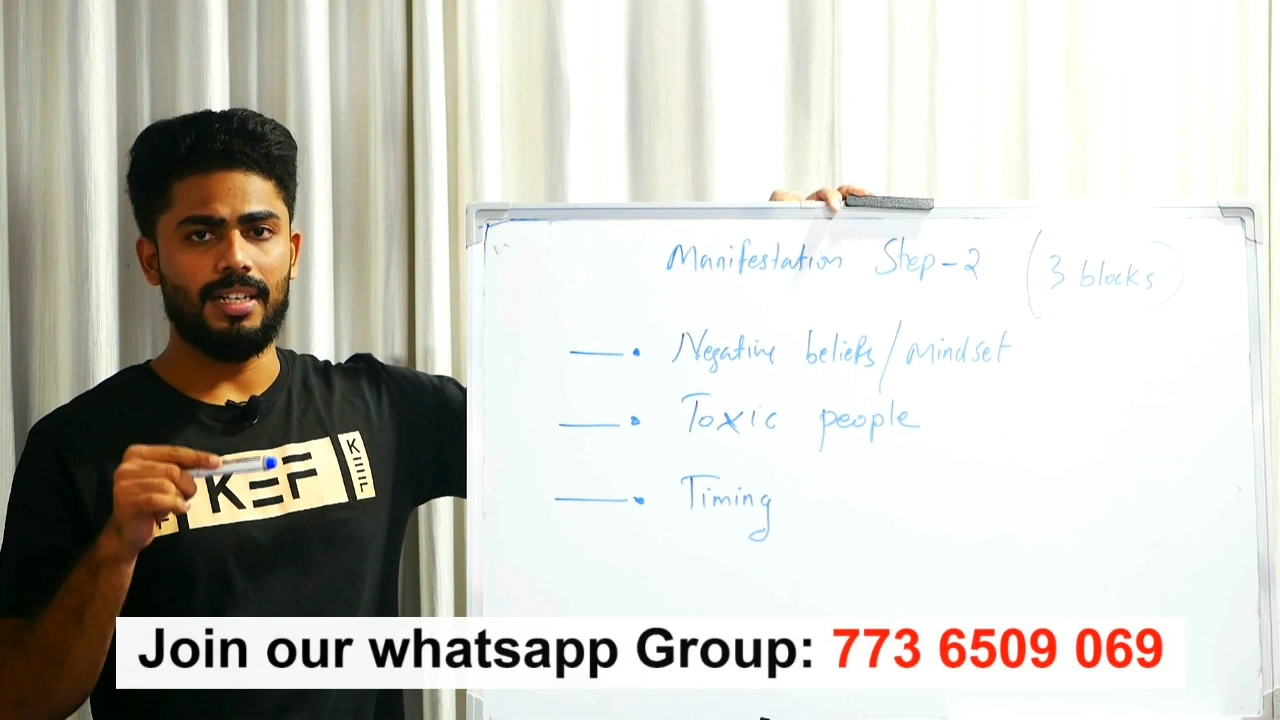 Manifestation Step-2 (3 blocks)
Negative beliefs/mindset
Toxic people
Timing
KEF
KEEL
Join our whatsapp Group: 773 6509 069